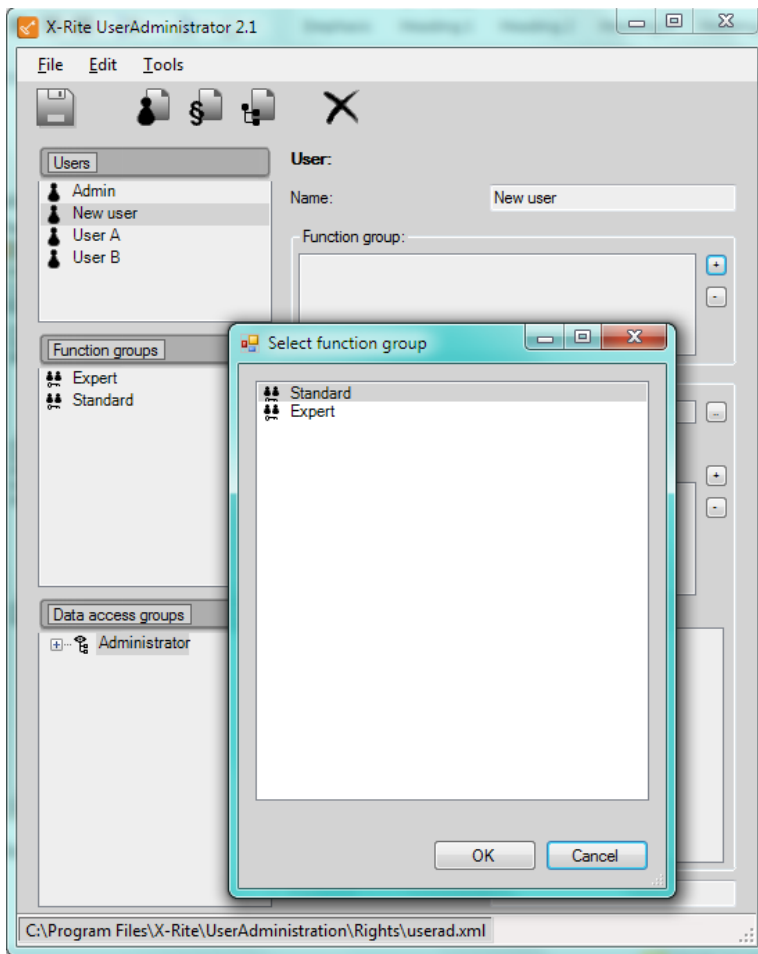 X-Rite UserAdministrator 2.1
File Edit Tools
Users
Admin
New user
User A
User B
User:
Name: New user
Function group:
+
-
Function groups
Expert
Standard
Select function group
Standard
Expert
...
+
-
Data access groups
Administrator
OK Cancel
C:\Program Files\X-Rite\UserAdministration\Rights\userad.xml